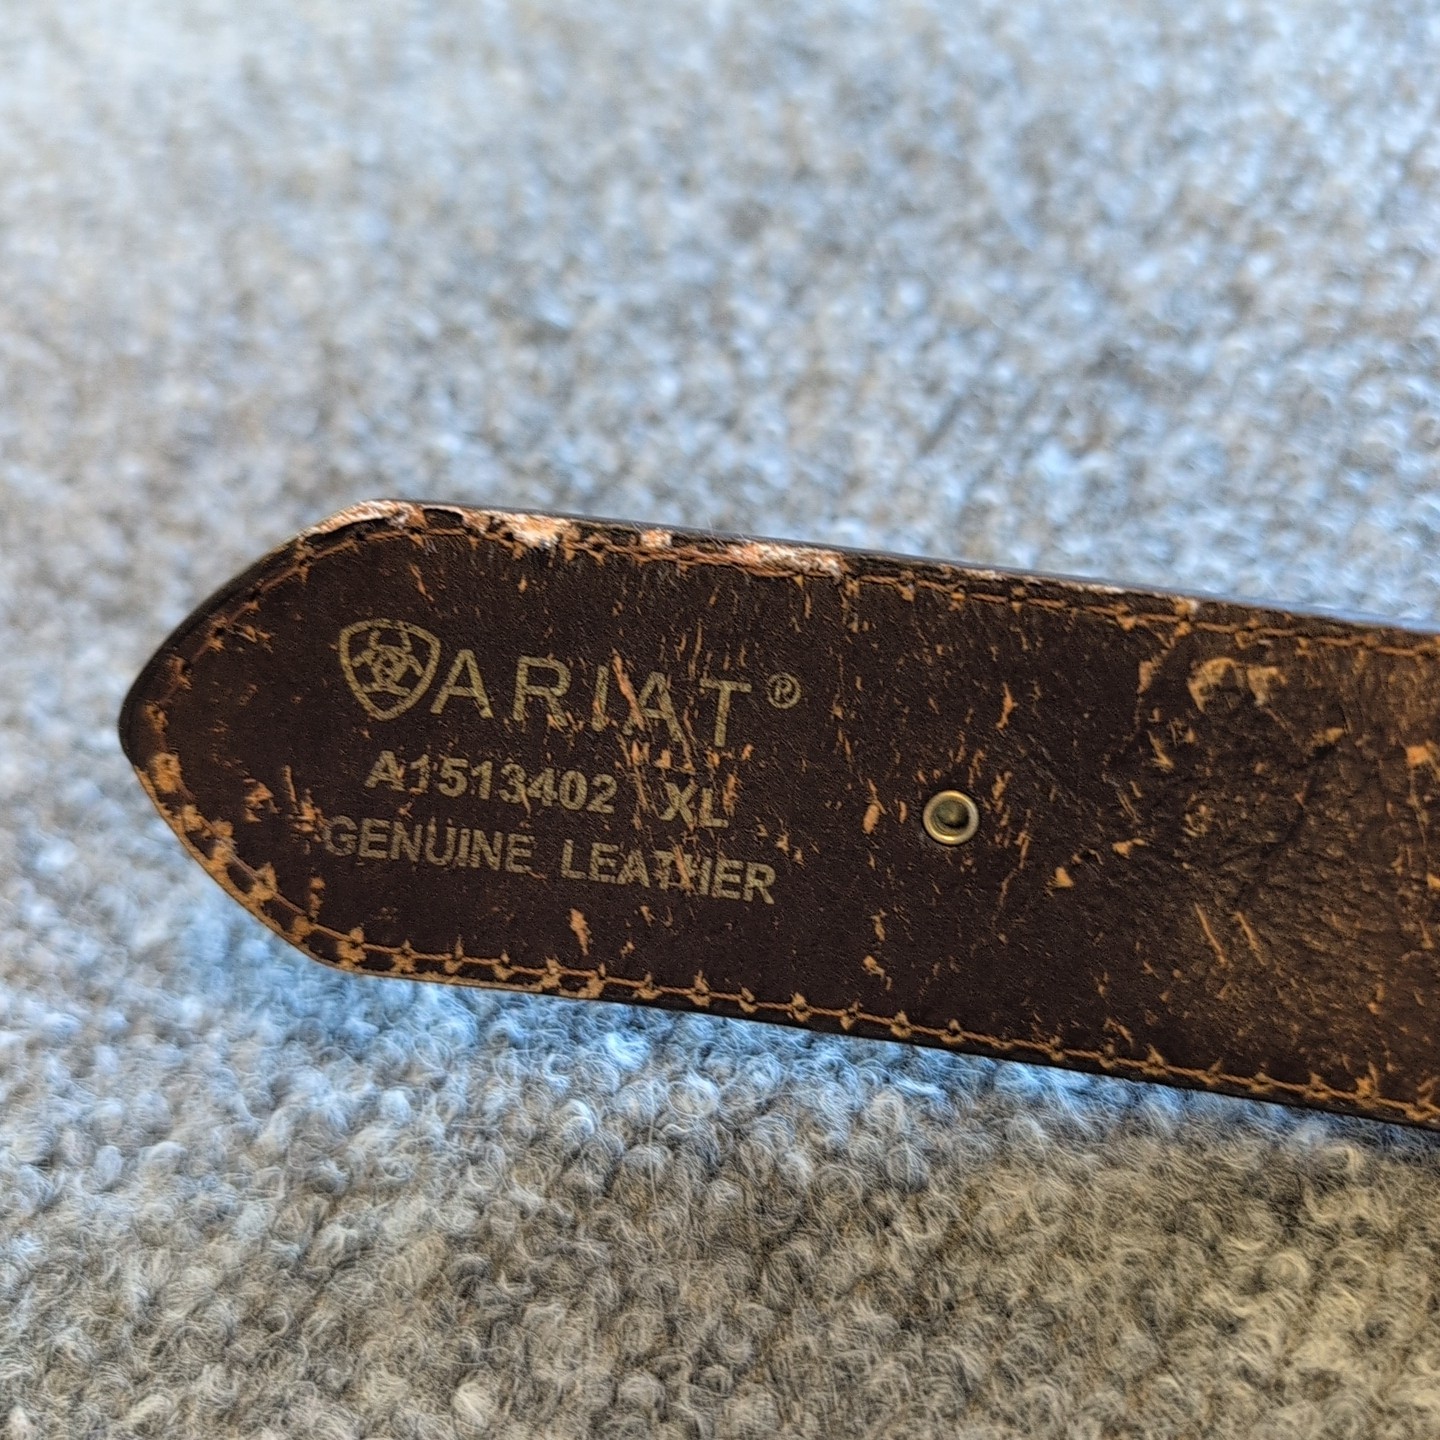 ARIAT®
A1513402 XL
GENUINE LEATHER